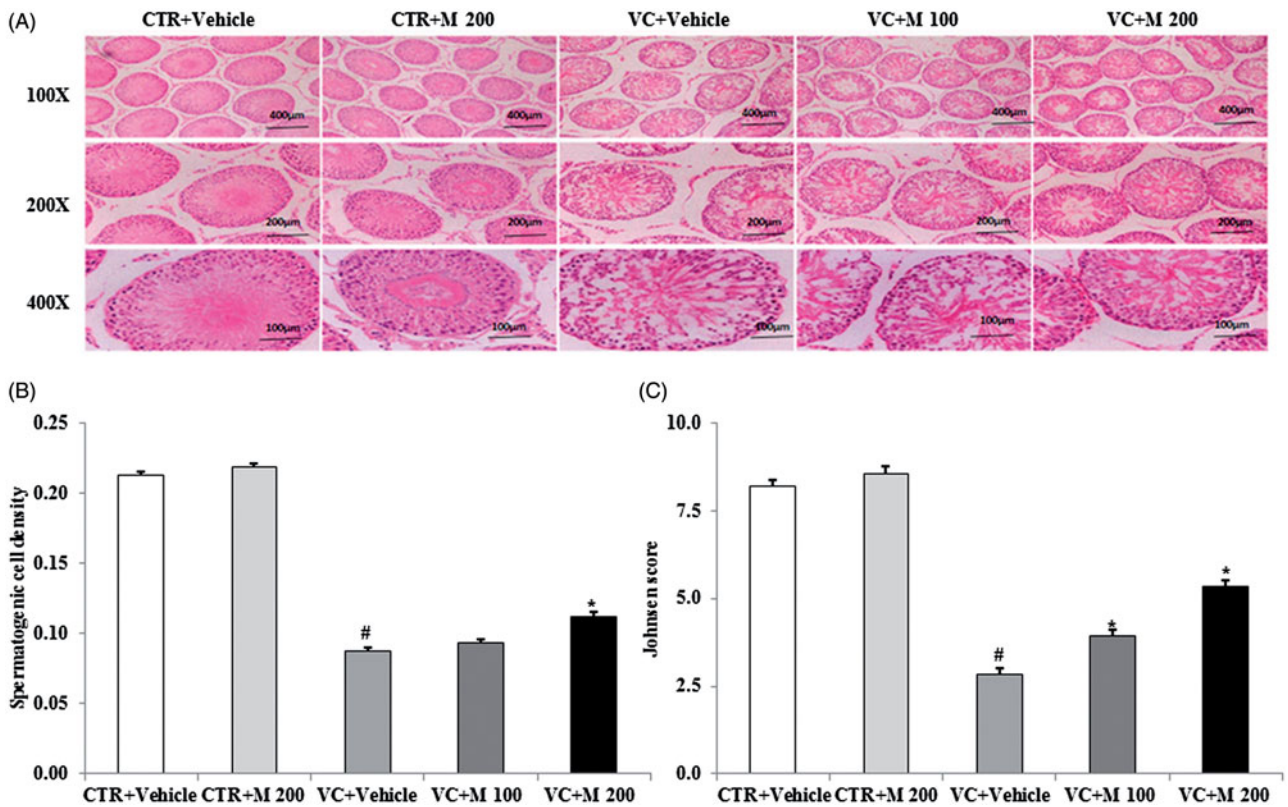 (A)
CTR+Vehicle CTR+M 200 VC+Vehicle VC+M 100 VC+M 200
100X
400μm 400μm 400μm 400μm 400μm
200X
200μm 200μm 200μm 200μm 200μm
400X
100μm 100μm 100μm 100μm 100μm
(B)
Spermatogenic cell density
0.25
0.20
0.15
0.10
0.05
0.00
#
*
CTR+Vehicle CTR+M 200 VC+Vehicle VC+M 100 VC+M 200
(C)
Johnsen score
10.0
7.5
5.0
2.5
0.0
#
*
*
CTR+Vehicle CTR+M 200 VC+Vehicle VC+M 100 VC+M 200